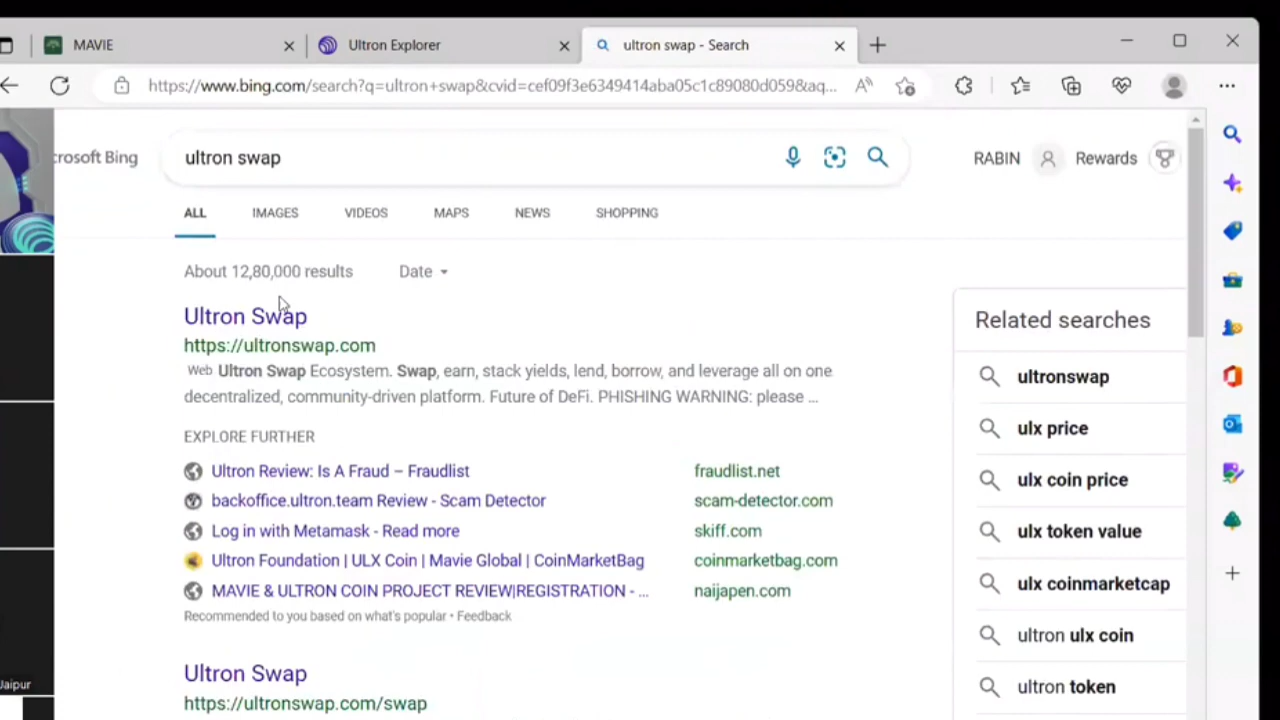 MAVIE
Ultron Explorer
ultron swap - Search
https://www.bing.com/search?q=ultron+swap&cvid=cef09f3e6349414aba05c1c89080d059&aq...
crosoft Bing
ultron swap
RABIN
Rewards
ALL
IMAGES
VIDEOS
MAPS
NEWS
SHOPPING
About 12,80,000 results
Date
Ultron Swap
https://ultronswap.com
Web Ultron Swap Ecosystem. Swap, earn, stack yields, lend, borrow, and leverage all on one
decentralized, community-driven platform. Future of DeFi. PHISHING WARNING: please ...
EXPLORE FURTHER
Ultron Review: Is A Fraud – Fraudlist
fraudlist.net
backoffice.ultron.team Review - Scam Detector
scam-detector.com
Log in with Metamask - Read more
skiff.com
Ultron Foundation | ULX Coin | Mavie Global | CoinMarketBag
coinmarketbag.com
MAVIE & ULTRON COIN PROJECT REVIEW|REGISTRATION - ...
naijapen.com
Recommended to you based on what's popular • Feedback
Ultron Swap
https://ultronswap.com/swap
Related searches
ultronswap
ulx price
ulx coin price
ulx token value
ulx coinmarketcap
ultron ulx coin
ultron token
Jaipur